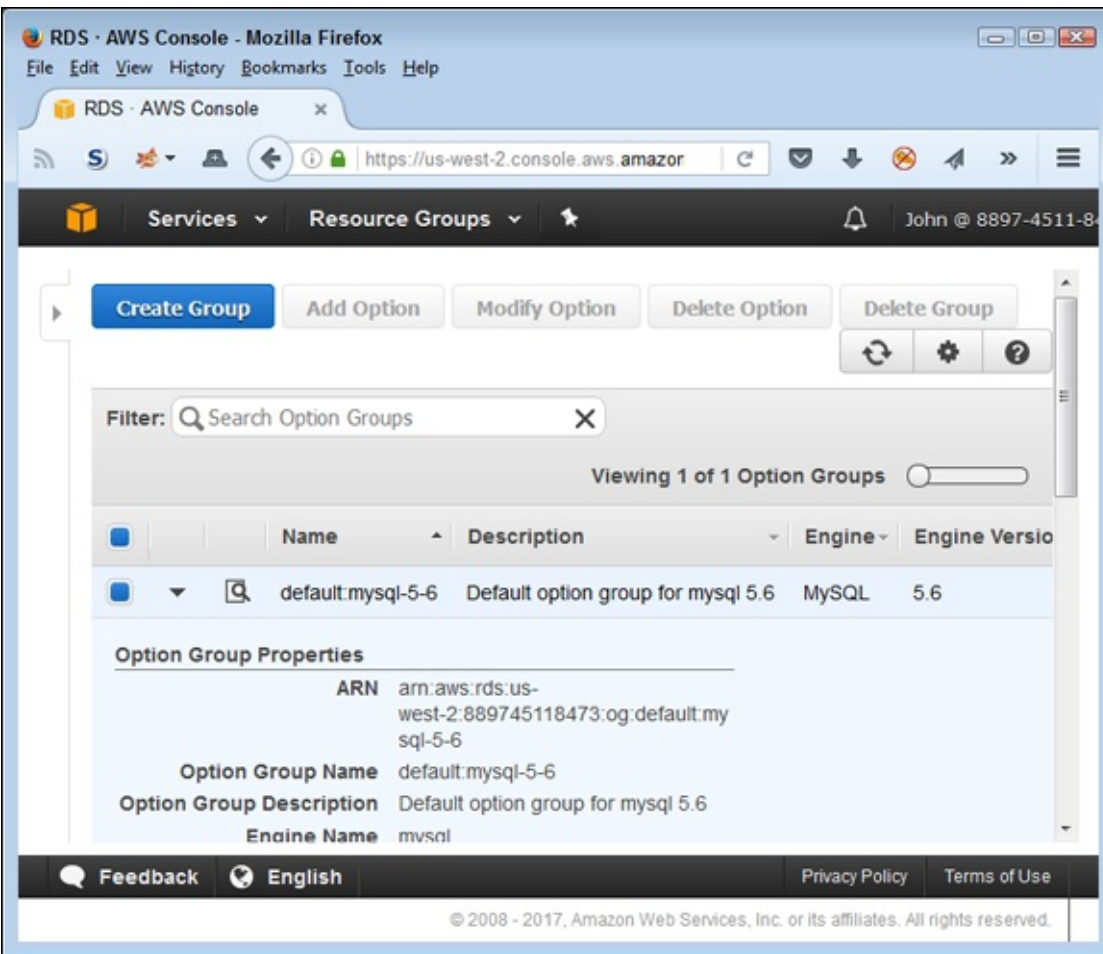 RDS · AWS Console - Mozilla Firefox
File Edit View History Bookmarks Tools Help
RDS · AWS Console
https://us-west-2.console.aws.amazor
Services Resource Groups John @ 8897-4511-84
Create Group Add Option Modify Option Delete Option Delete Group
Filter: Search Option Groups
Viewing 1 of 1 Option Groups
Name Description Engine Engine Versio
default:mysql-5-6 Default option group for mysql 5.6 MySQL 5.6
Option Group Properties
ARN arn:aws:rds:us-
west-2:889745118473:og:default:my
sql-5-6
Option Group Name default:mysql-5-6
Option Group Description Default option group for mysql 5.6
Engine Name mysql
Feedback English Privacy Policy Terms of Use
© 2008 - 2017, Amazon Web Services, Inc. or its affiliates. All rights reserved.